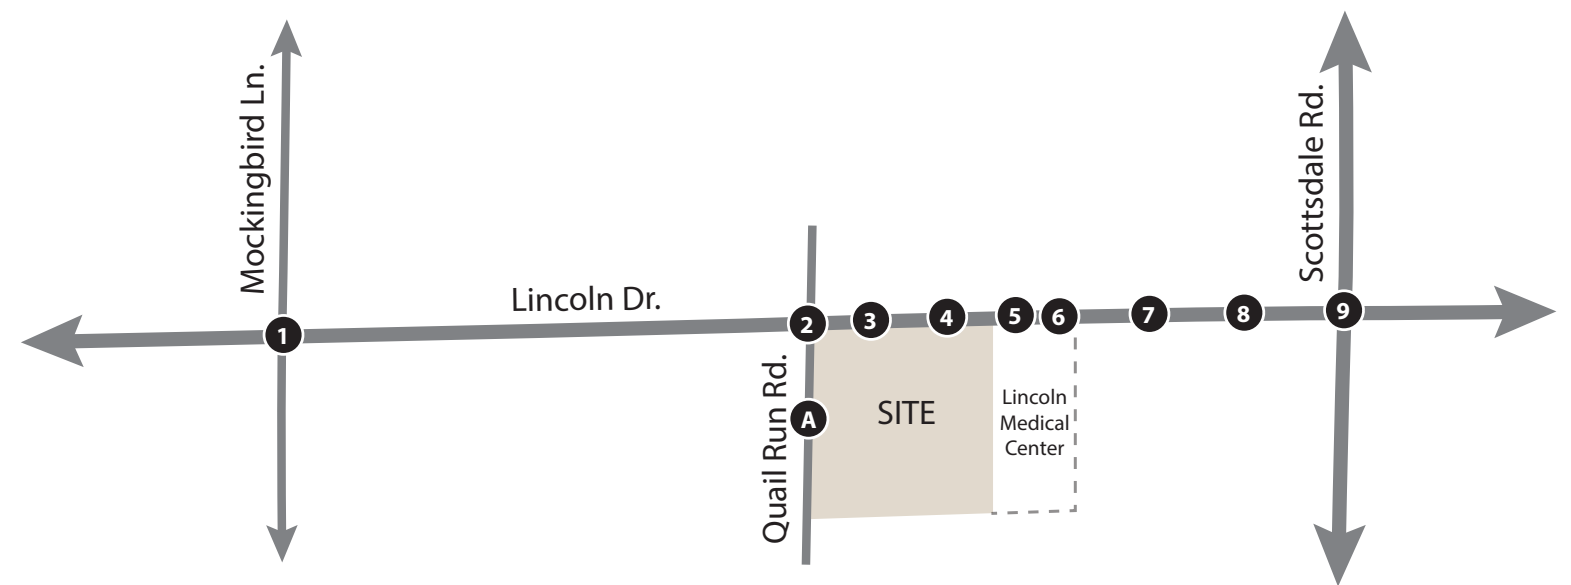 Mockingbird Ln.
Scottsdale Rd.
Lincoln Dr.
1
2
3
4
5
6
7
8
9
Quail Run Rd.
A
SITE
Lincoln
Medical
Center